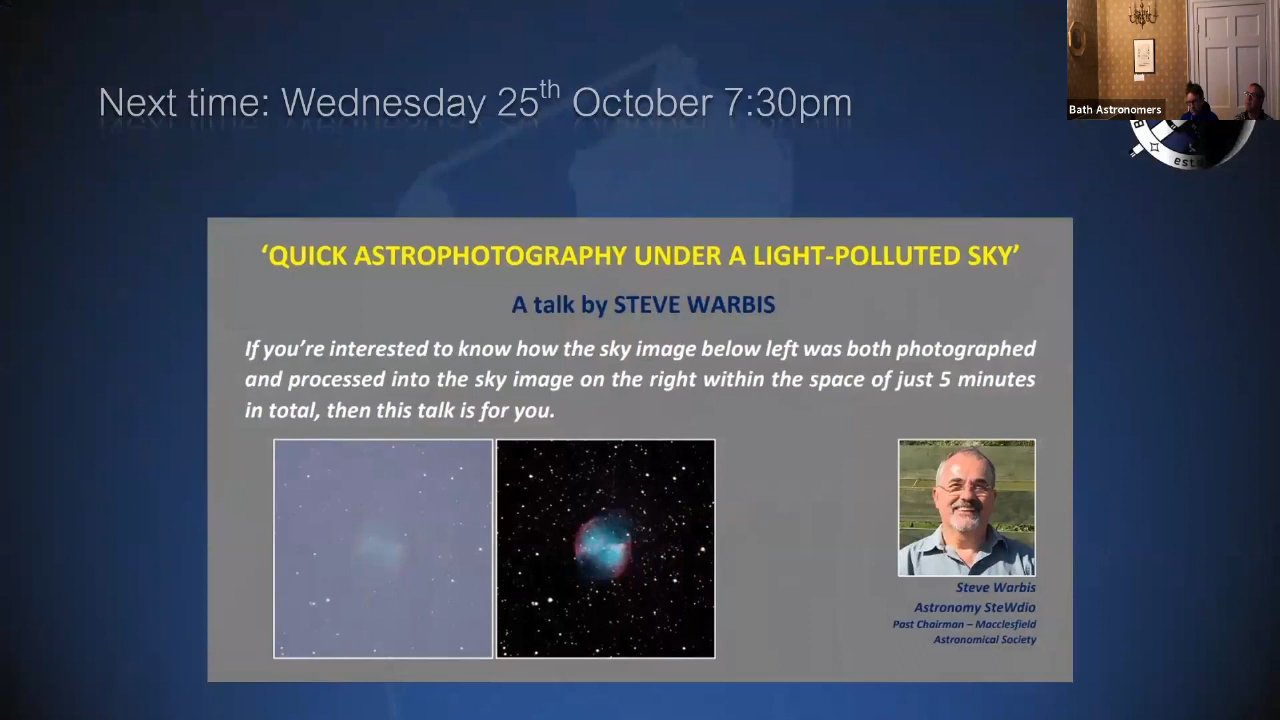 Next time: Wednesday 25th October 7:30pm
Bath Astronomers
esta
‘QUICK ASTROPHOTOGRAPHY UNDER A LIGHT-POLLUTED SKY’
A talk by STEVE WARBIS
If you’re interested to know how the sky image below left was both photographed
and processed into the sky image on the right within the space of just 5 minutes
in total, then this talk is for you.
Steve Warbis
Astronomy SteWdio
Past Chairman – Macclesfield
Astronomical Society